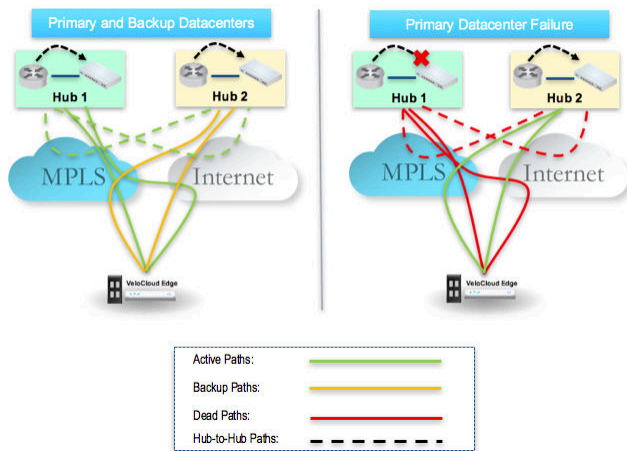 Primary and Backup Datacenters
Hub 1
Hub 2
MPLS
Internet
VeloCloud Edge
Primary Datacenter Failure
Hub 1
Hub 2
MPLS
Internet
VeloCloud Edge
Active Paths:
Backup Paths:
Dead Paths:
Hub-to-Hub Paths: